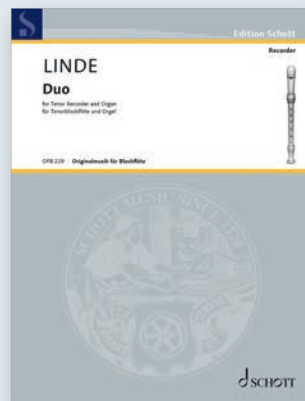 Edition Schott
Recorder
LINDE
Duo
for Tenor Recorder and Organ
für Tenorblockflöte und Orgel
OFB 229 / Originalmusik für Blockflöte
SCHOTT MUSIC SINCE 1770
SCHOTT